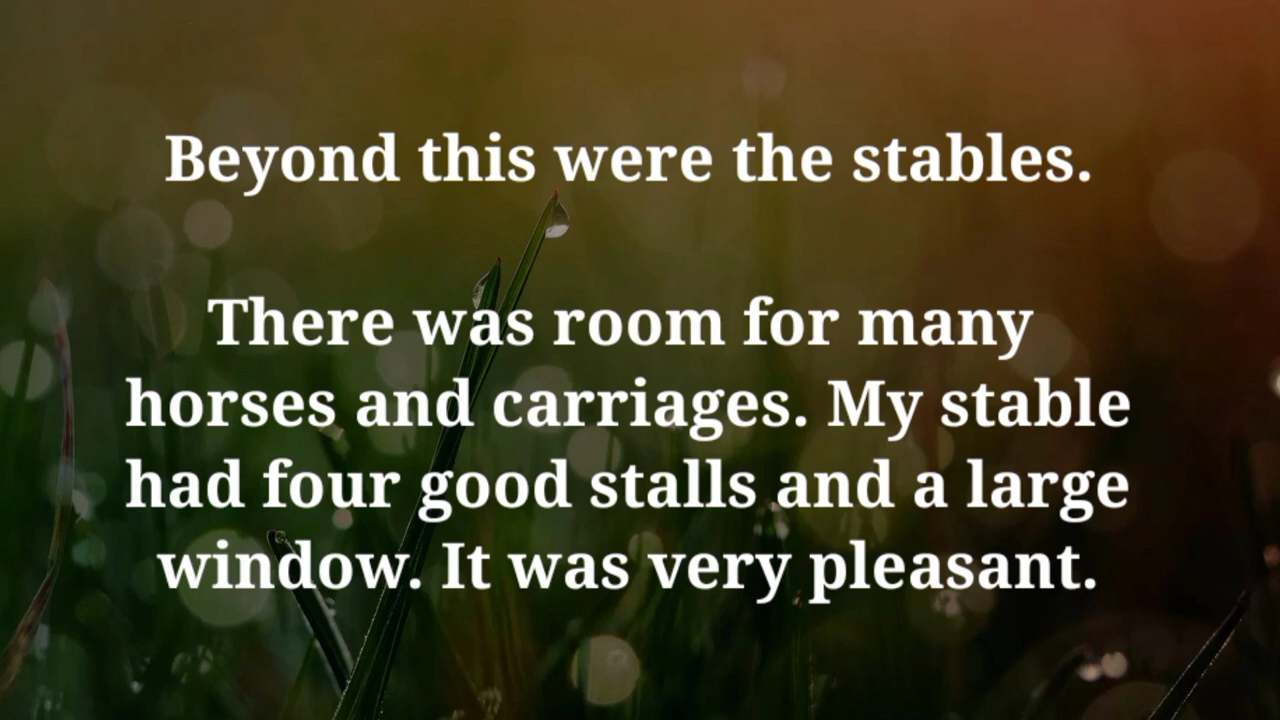 Beyond this were the stables.
There was room for many
horses and carriages. My stable
had four good stalls and a large
window. It was very pleasant.